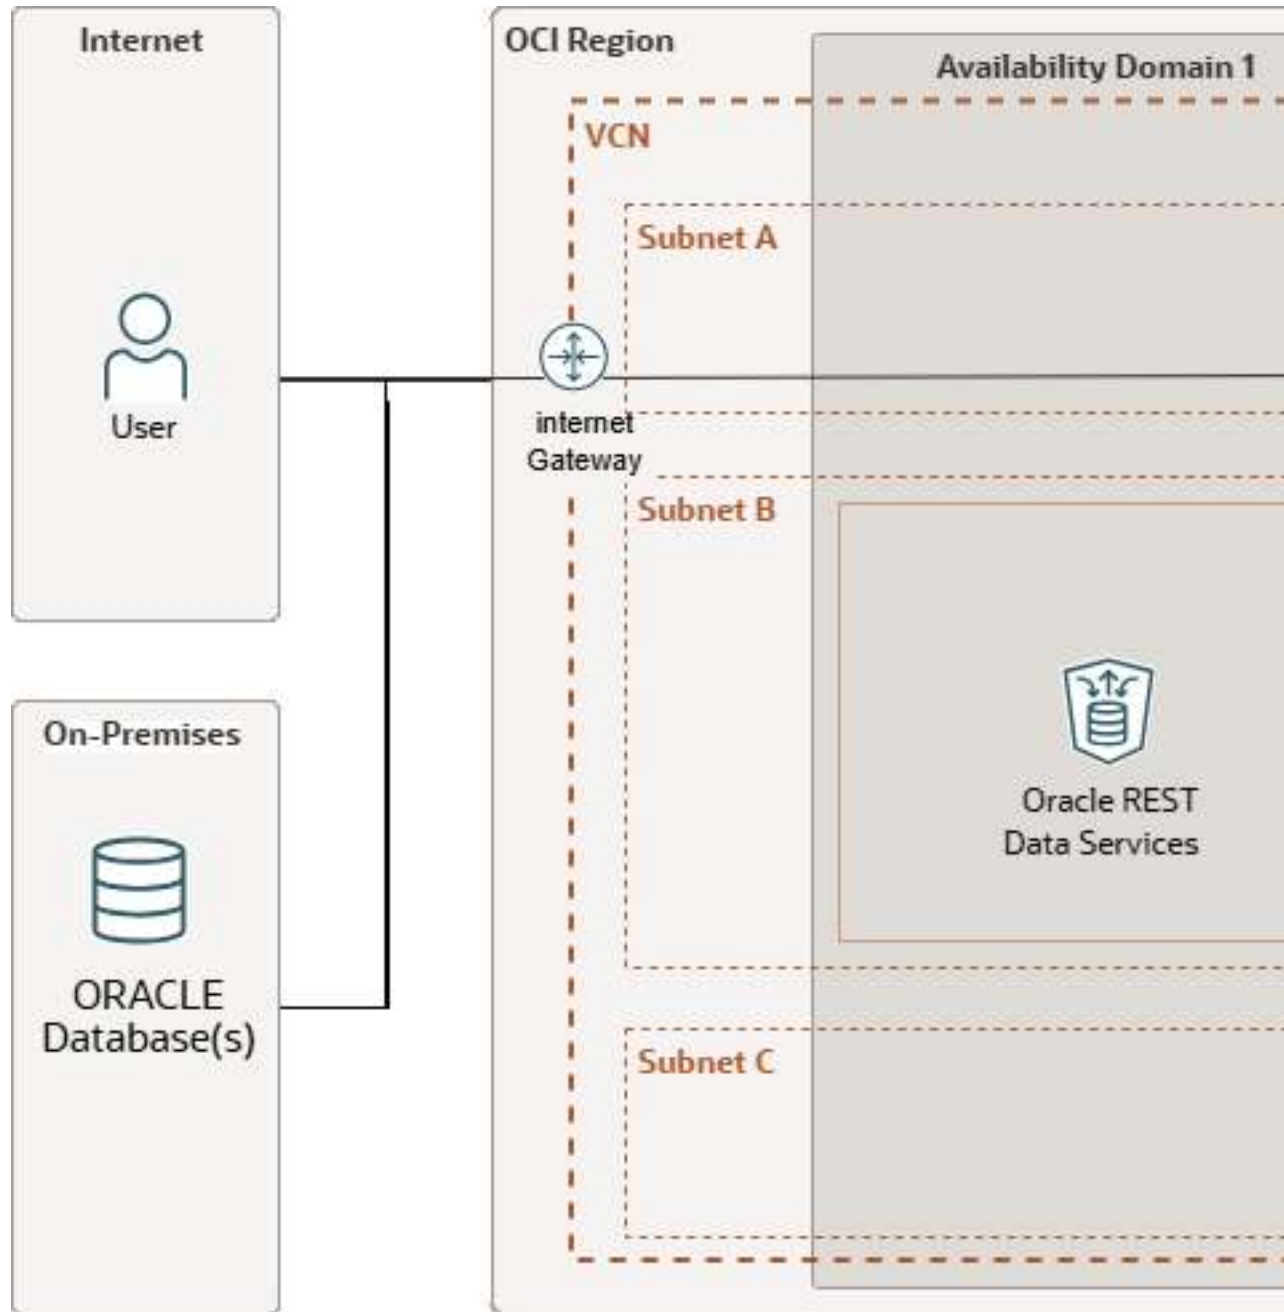 Internet
User
On-Premises
ORACLE
Database(s)
OCI Region
Availability Domain 1
VCN
Subnet A
internet
Gateway
Subnet B
Oracle REST
Data Services
Subnet C